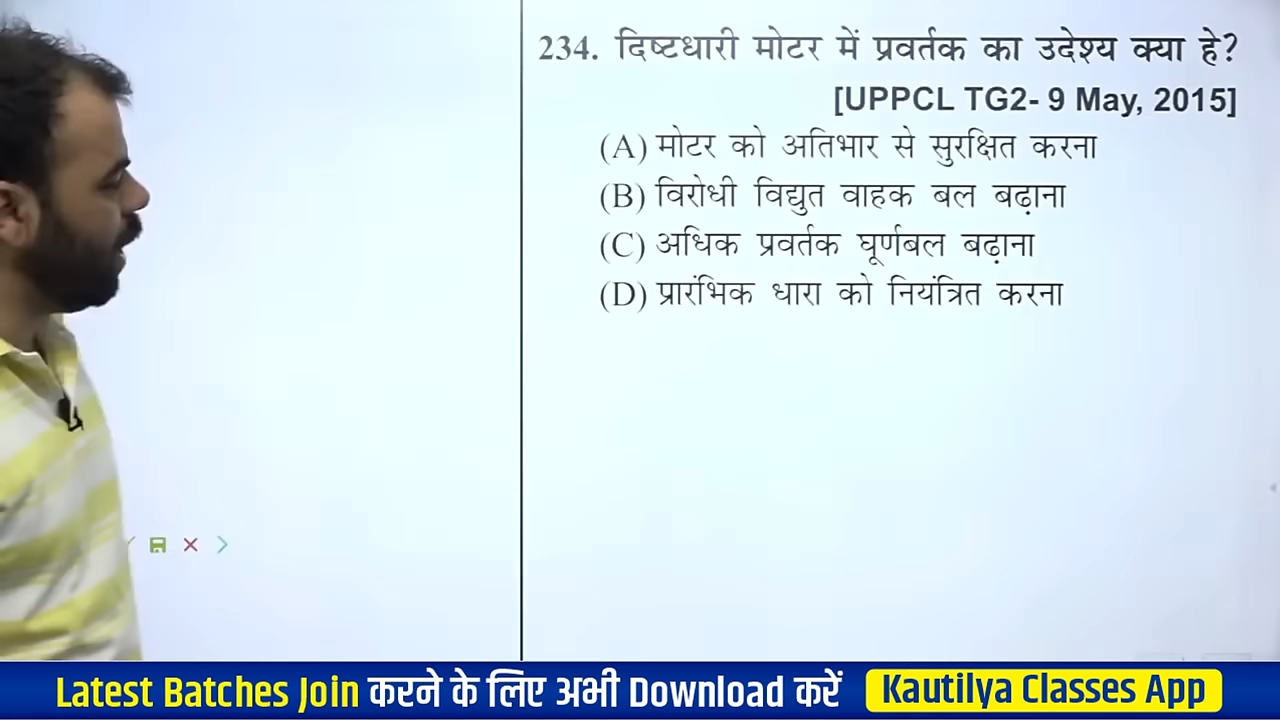 234. दिष्टधारी मोटर में प्रवर्तक का उदेश्य क्या हे?
[UPPCL TG2- 9 May, 2015]
(A) मोटर को अतिभार से सुरक्षित करना
(B) विरोधी विद्युत वाहक बल बढ़ाना
(C) अधिक प्रवर्तक घूर्णबल बढ़ाना
(D) प्रारंभिक धारा को नियंत्रित करना
Latest Batches Join करने के लिए अभी Download करें Kautilya Classes App